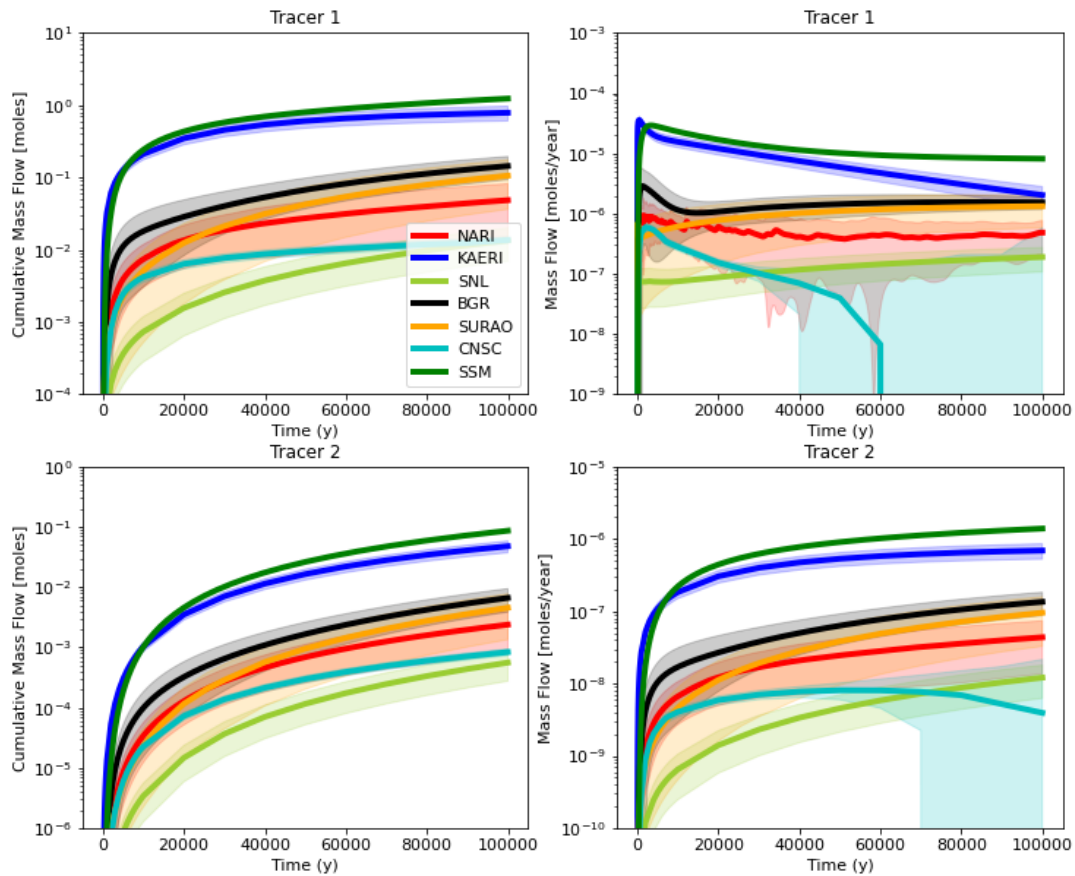 Tracer 1
Cumulative Mass Flow [moles]
10¹
10⁰
10⁻¹
10⁻²
10⁻³
10⁻⁴
0 20000 40000 60000 80000 100000
Time (y)
NARI
KAERI
SNL
BGR
SURAO
CNSC
SSM
Tracer 1
Mass Flow [moles/year]
10⁻³
10⁻⁴
10⁻⁵
10⁻⁶
10⁻⁷
10⁻⁸
10⁻⁹
0 20000 40000 60000 80000 100000
Time (y)
Tracer 2
Cumulative Mass Flow [moles]
10⁰
10⁻¹
10⁻²
10⁻³
10⁻⁴
10⁻⁵
10⁻⁶
0 20000 40000 60000 80000 100000
Time (y)
Tracer 2
Mass Flow [moles/year]
10⁻⁵
10⁻⁶
10⁻⁷
10⁻⁸
10⁻⁹
10⁻¹⁰
0 20000 40000 60000 80000 100000
Time (y)